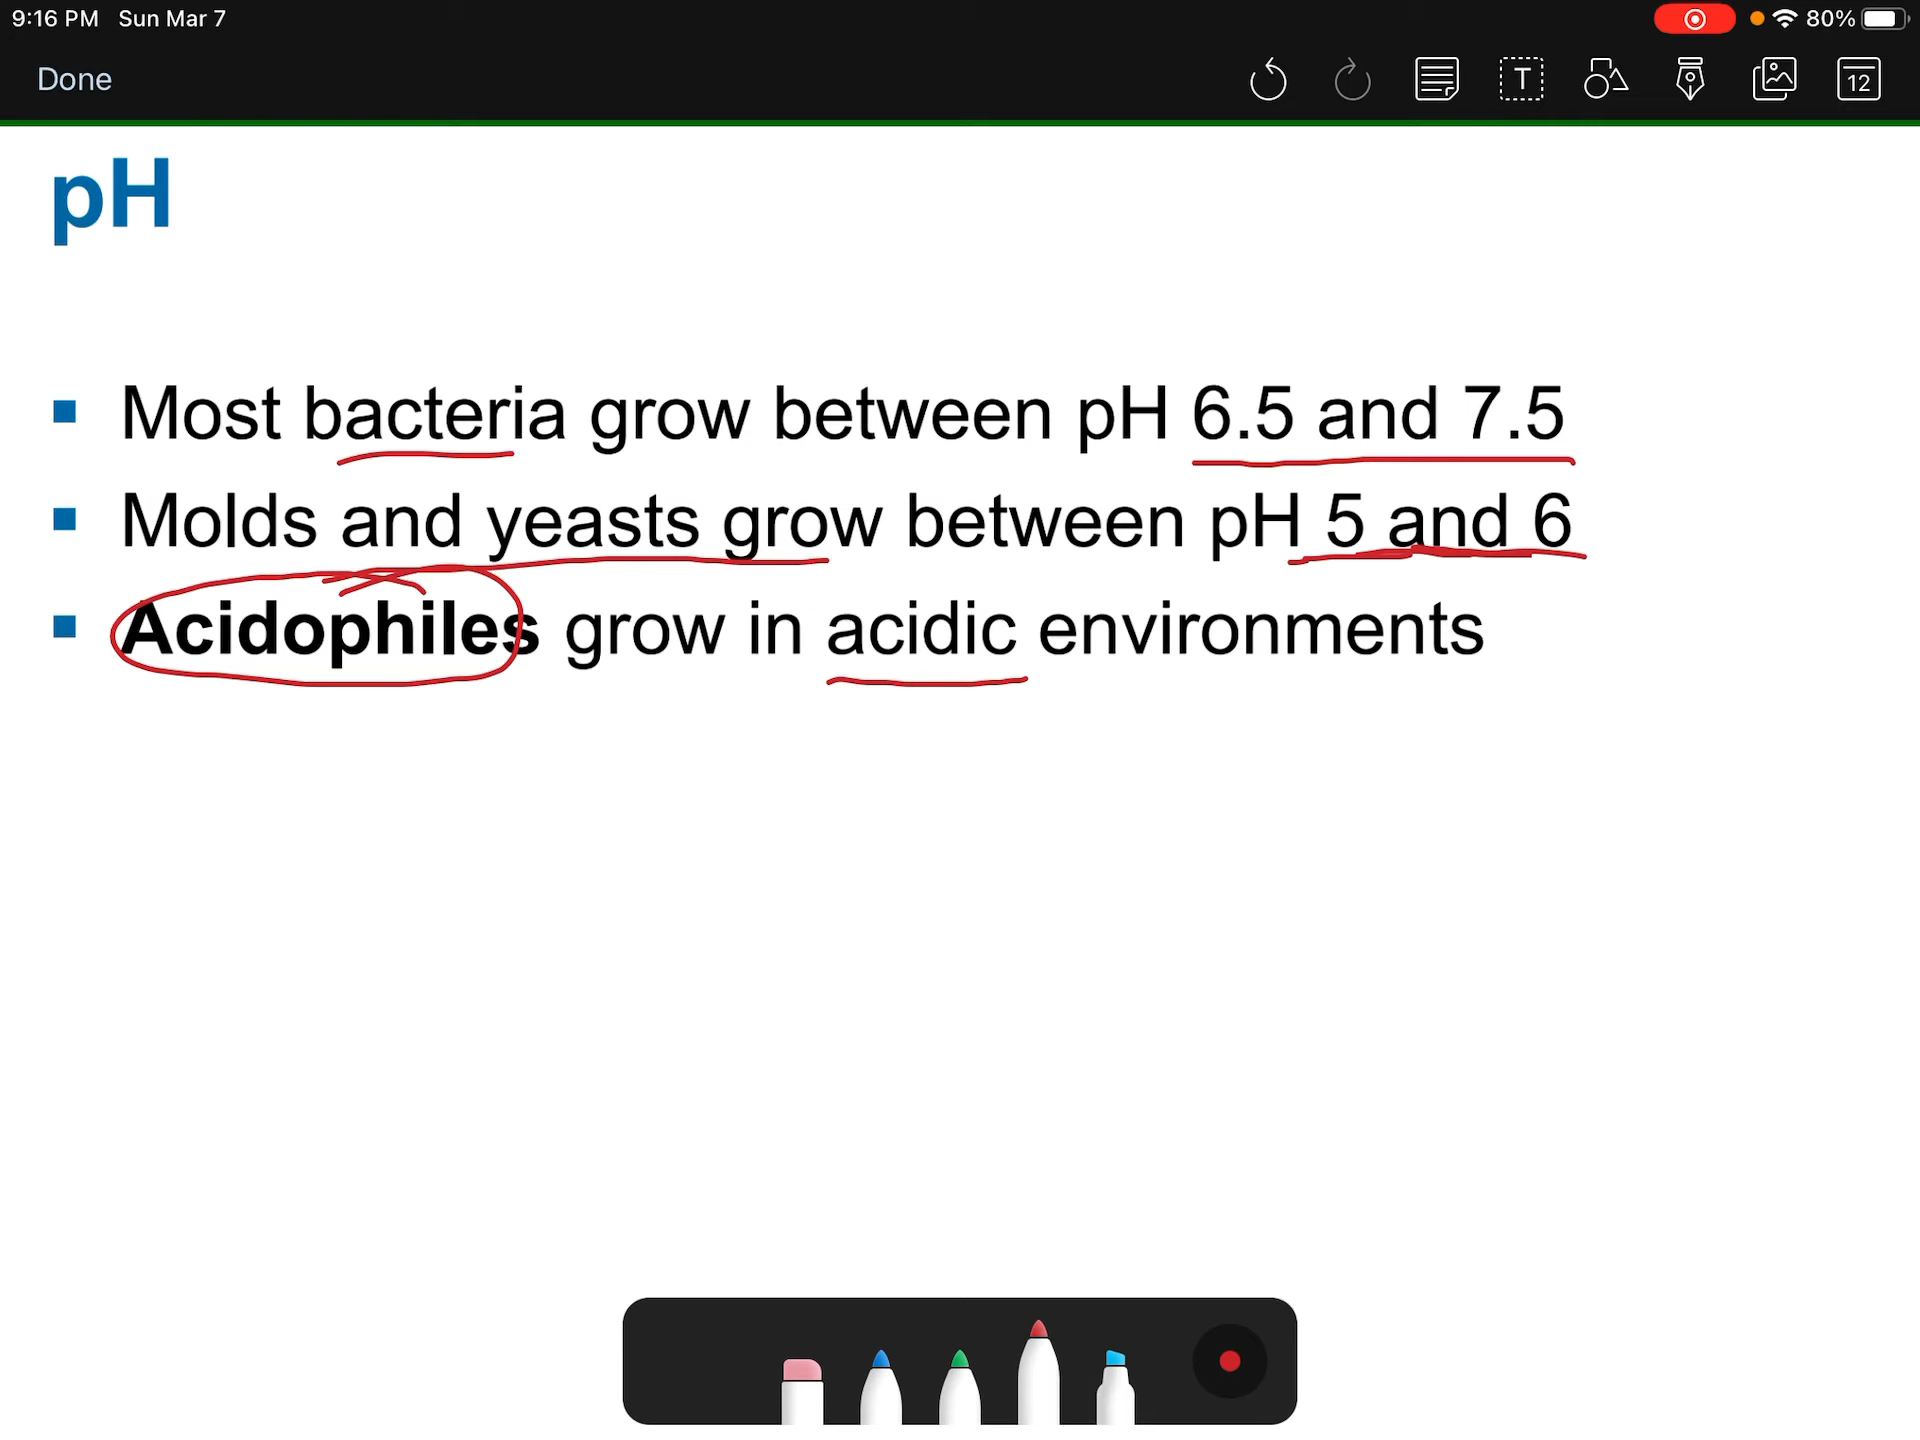 9:16 PM Sun Mar 7 80%
Done T 12
pH
Most bacteria grow between pH 6.5 and 7.5
Molds and yeasts grow between pH 5 and 6
Acidophiles grow in acidic environments